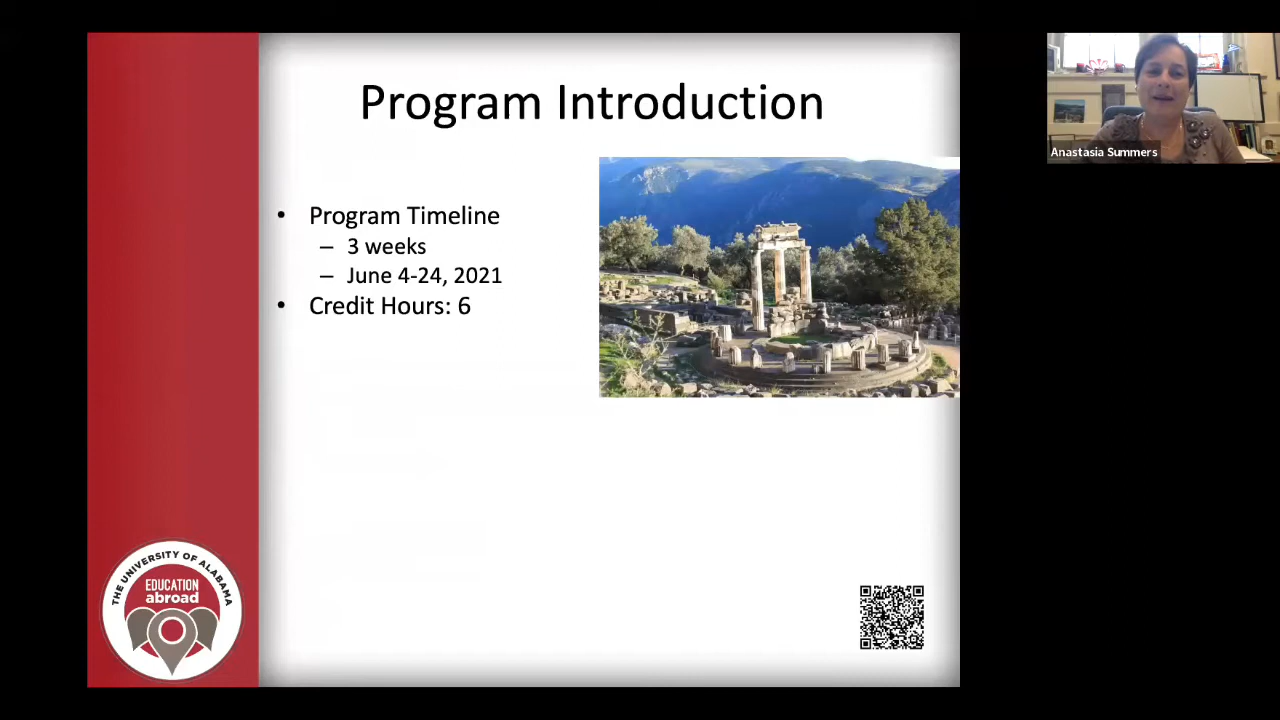 Program Introduction
• Program Timeline
– 3 weeks
– June 4-24, 2021
• Credit Hours: 6
THE UNIVERSITY OF ALABAMA
EDUCATION
abroad
Anastasia Summers